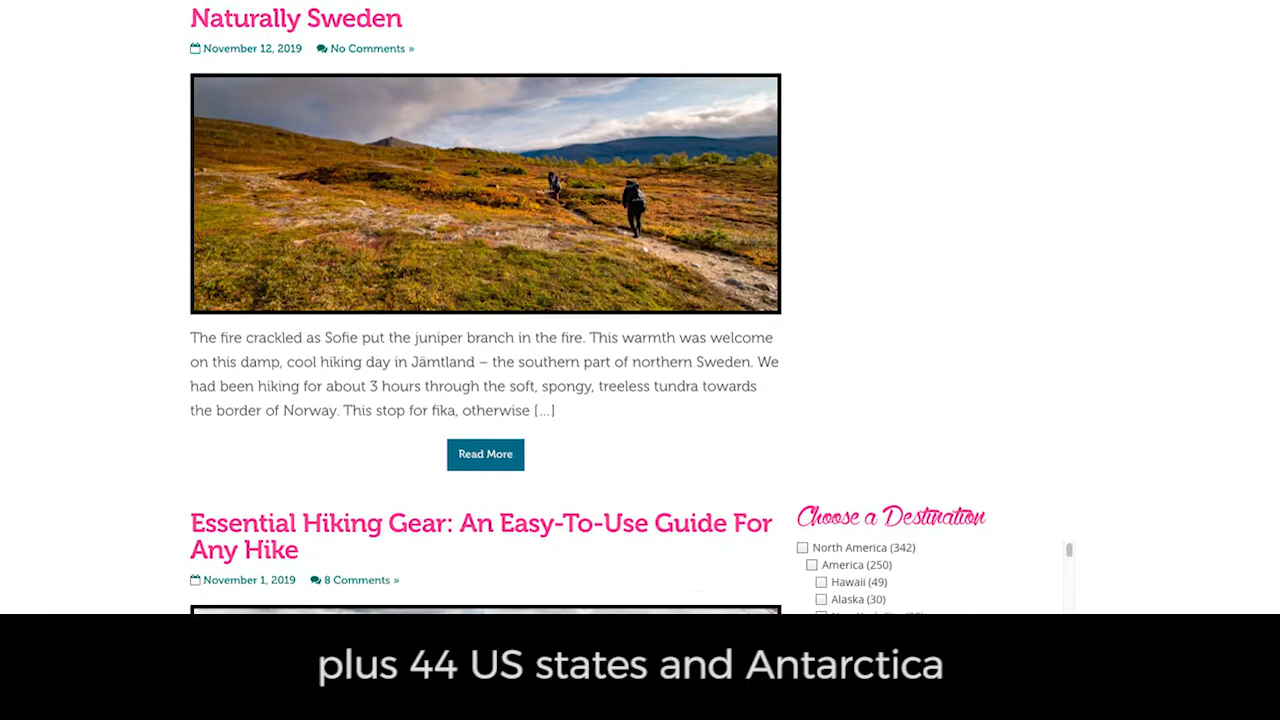 Naturally Sweden
November 12, 2019 No Comments »
The fire crackled as Sofie put the juniper branch in the fire. This warmth was welcome
on this damp, cool hiking day in Jämtland – the southern part of northern Sweden. We
had been hiking for about 3 hours through the soft, spongy, treeless tundra towards
the border of Norway. This stop for fika, otherwise [...]
Read More
Essential Hiking Gear: An Easy-To-Use Guide For
Any Hike
November 1, 2019 8 Comments »
Choose a Destination
North America (342)
America (250)
Hawaii (49)
Alaska (30)
plus 44 US states and Antarctica